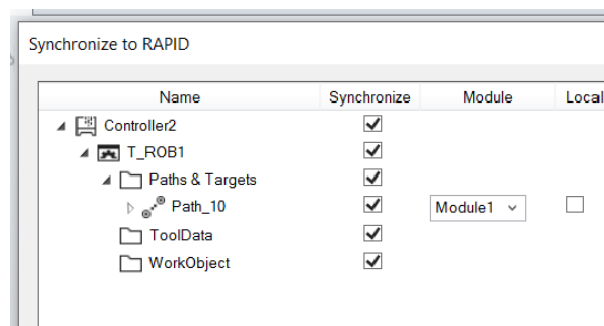 Synchronize to RAPID
Name Synchronize Module Local
Controller2
T_ROB1
Paths & Targets
Path_10 Module1
ToolData
WorkObject